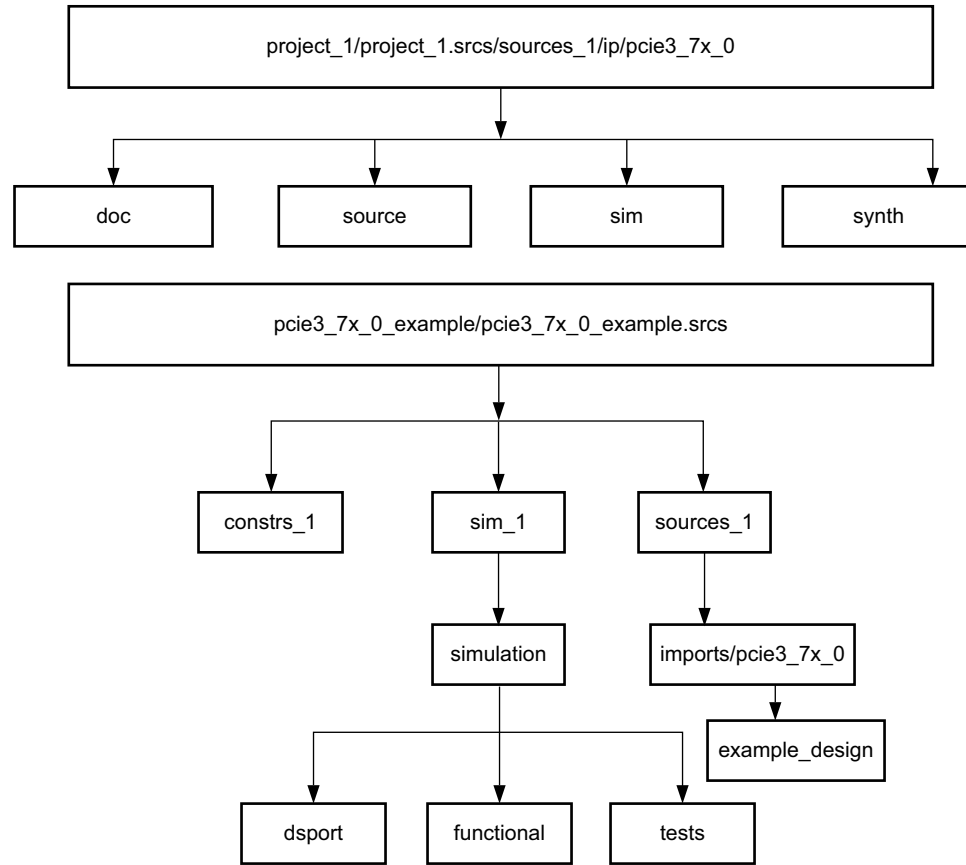 project_1/project_1.srcs/sources_1/ip/pcie3_7x_0
doc
source
sim
synth
pcie3_7x_0_example/pcie3_7x_0_example.srcs
constrs_1
sim_1
sources_1
simulation
imports/pcie3_7x_0
example_design
dsport
functional
tests